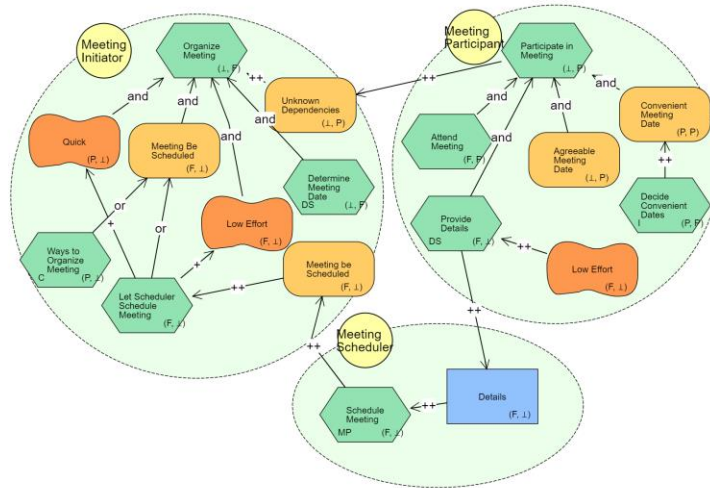 Meeting
Initiator
Organize
Meeting
(⊥, P)
++
Unknown
Dependencies
(⊥, P)
and
and
and
and
Quick
(P, ⊥)
Meeting Be
Scheduled
(F, ⊥)
Determine
Meeting Date
DS
(⊥, P)
or
+
or
Low Effort
(F, ⊥)
Ways to
Organize
Meeting
C
(P, ⊥)
+
Let Scheduler
Schedule
Meeting
(F, ⊥)
++
Meeting be
Scheduled
(F, ⊥)
++
Meeting
Participant
Participate in
Meeting
(⊥, P)
++
and
and
and
and
Convenient
Meeting
Date
(P, P)
Attend
Meeting
(F, P)
Agreeable
Meeting
Date
(⊥, P)
++
Decide
Convenient
Dates
I
(P, P)
Provide
Details
DS
(F, ⊥)
++
Low Effort
(F, ⊥)
++
Meeting
Scheduler
Schedule
Meeting
MP
(F, ⊥)
++
Details
(F, ⊥)